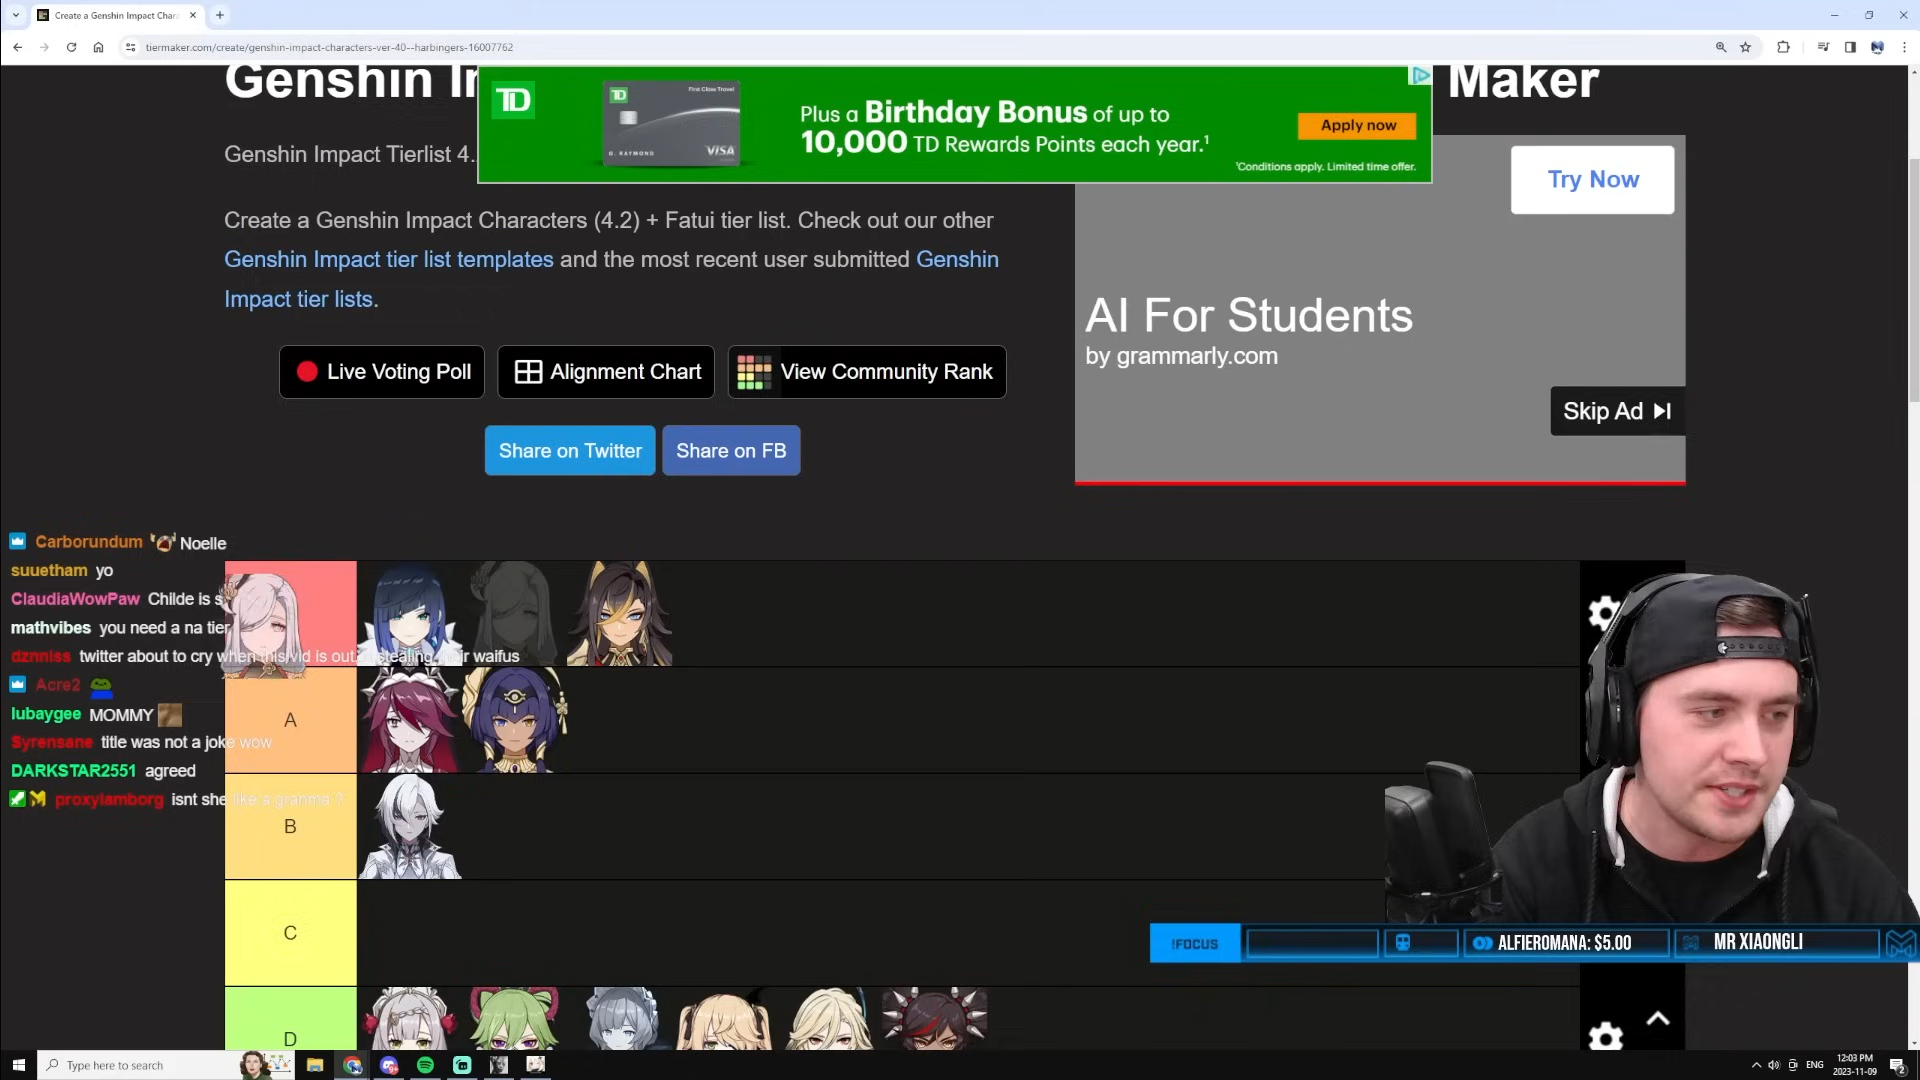 Create a Genshin Impact Char
tiermaker.com/create/genshin-impact-characters-ver-40--harbingers-16007762
Genshin I
Maker
TD
TD
First Class Travel
G. RAYMOND
VISA
Plus a Birthday Bonus of up to
10,000 TD Rewards Points each year.¹
Apply now
¹Conditions apply. Limited time offer.
Genshin Impact Tierlist 4.
Create a Genshin Impact Characters (4.2) + Fatui tier list. Check out our other
Genshin Impact tier list templates and the most recent user submitted Genshin
Impact tier lists.
Try Now
AI For Students
by grammarly.com
Skip Ad
Live Voting Poll
Alignment Chart
View Community Rank
Share on Twitter
Share on FB
Carborundum Noelle
suuetham yo
ClaudiaWowPaw Childe is s
mathvibes you need a na tier
dznniss twitter about to cry when this vid is out stealing their waifus
Acre2
lubaygee MOMMY
Syrensane title was not a joke wow
DARKSTAR2551 agreed
proxylamborg isnt she like a granma ?
A
B
C
D
!FOCUS
ALFIEROMANA: $5.00
MR XIAONGLI
Type here to search
ENG
12:03 PM
2023-11-09
2